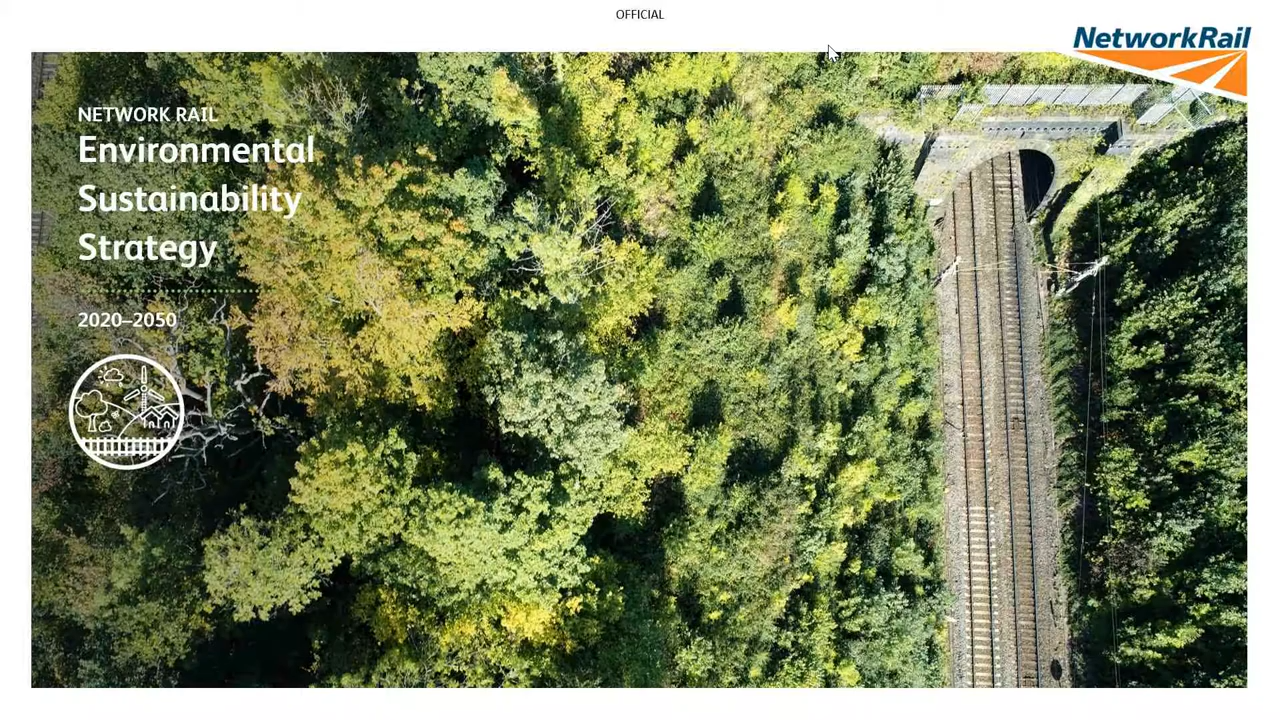 OFFICIAL
NetworkRail
NETWORK RAIL
Environmental
Sustainability
Strategy
2020–2050